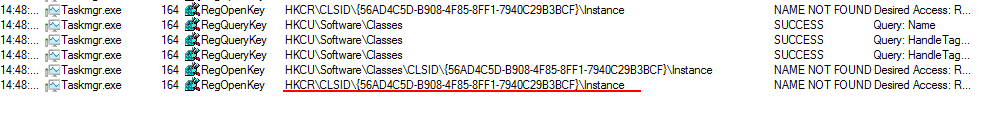 14:48:... Taskmgr.exe 164 RegOpenKey HKCR\CLSID\{56AD4C5D-B908-4F85-8FF1-7940C29B3BCF}\Instance NAME NOT FOUND Desired Access: R...
14:48:... Taskmgr.exe 164 RegQueryKey HKCU\Software\Classes SUCCESS Query: Name
14:48:... Taskmgr.exe 164 RegQueryKey HKCU\Software\Classes SUCCESS Query: HandleTag...
14:48:... Taskmgr.exe 164 RegQueryKey HKCU\Software\Classes SUCCESS Query: HandleTag...
14:48:... Taskmgr.exe 164 RegOpenKey HKCU\Software\Classes\CLSID\{56AD4C5D-B908-4F85-8FF1-7940C29B3BCF}\Instance NAME NOT FOUND Desired Access: R...
14:48:... Taskmgr.exe 164 RegOpenKey HKCR\CLSID\{56AD4C5D-B908-4F85-8FF1-7940C29B3BCF}\Instance NAME NOT FOUND Desired Access: R...